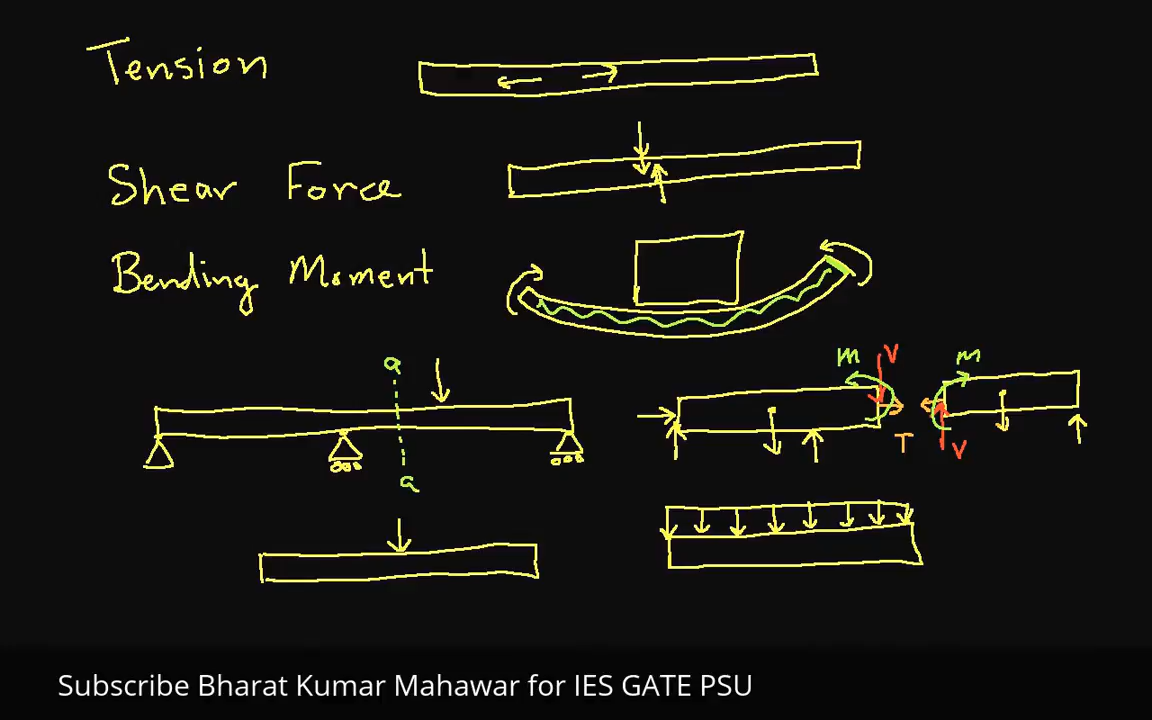 Tension
Shear Force
Bending Moment
a
m V m
T V
a
Subscribe Bharat Kumar Mahawar for IES GATE PSU